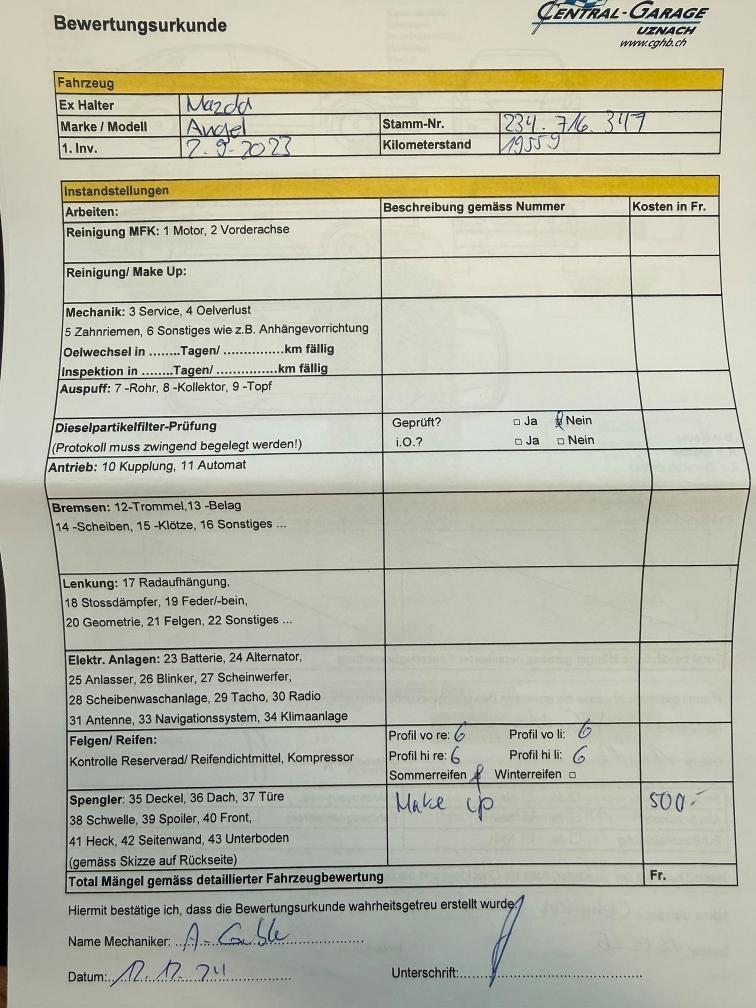 Bewertungsurkunde
CENTRAL-GARAGE
UZNACH
www.cghb.ch
Fahrzeug
Ex Halter Mazda
Marke / Modell Stamm-Nr. 234. 716. 347
1. Inv. 7.9.2023 Kilometerstand 19559
Instandstellungen
Arbeiten: Beschreibung gemäss Nummer Kosten in Fr.
Reinigung MFK: 1 Motor, 2 Vorderachse
Reinigung/ Make Up:
Mechanik: 3 Service, 4 Oelverlust
5 Zahnriemen, 6 Sonstiges wie z.B. Anhängevorrichtung
Oelwechsel in ........Tagen/ ...............km fällig
Inspektion in ........Tagen/ ...............km fällig
Auspuff: 7 -Rohr, 8 -Kollektor, 9 -Topf
Dieselpartikelfilter-Prüfung Geprüft? □ Ja □ Nein
(Protokoll muss zwingend begelegt werden!) i.O.? □ Ja □ Nein
Antrieb: 10 Kupplung, 11 Automat
Bremsen: 12-Trommel,13 -Belag
14 -Scheiben, 15 -Klötze, 16 Sonstiges ...
Lenkung: 17 Radaufhängung,
18 Stossdämpfer, 19 Feder/-bein,
20 Geometrie, 21 Felgen, 22 Sonstiges ...
Elektr. Anlagen: 23 Batterie, 24 Alternator,
25 Anlasser, 26 Blinker, 27 Scheinwerfer,
28 Scheibenwaschanlage, 29 Tacho, 30 Radio
31 Antenne, 33 Navigationssystem, 34 Klimaanlage
Felgen/ Reifen: Profil vo re: 6 Profil vo li: 6
Kontrolle Reserverad/ Reifendichtmittel, Kompressor Profil hi re: 6 Profil hi li: 6
Sommerreifen Winterreifen □
Spengler: 35 Deckel, 36 Dach, 37 Türe Make up 500.-
38 Schwelle, 39 Spoiler, 40 Front,
41 Heck, 42 Seitenwand, 43 Unterboden
(gemäss Skizze auf Rückseite)
Total Mängel gemäss detaillierter Fahrzeugbewertung Fr.
Hiermit bestätige ich, dass die Bewertungsurkunde wahrheitsgetreu erstellt wurde.
Name Mechaniker:
Datum: 17.12.24 Unterschrift: